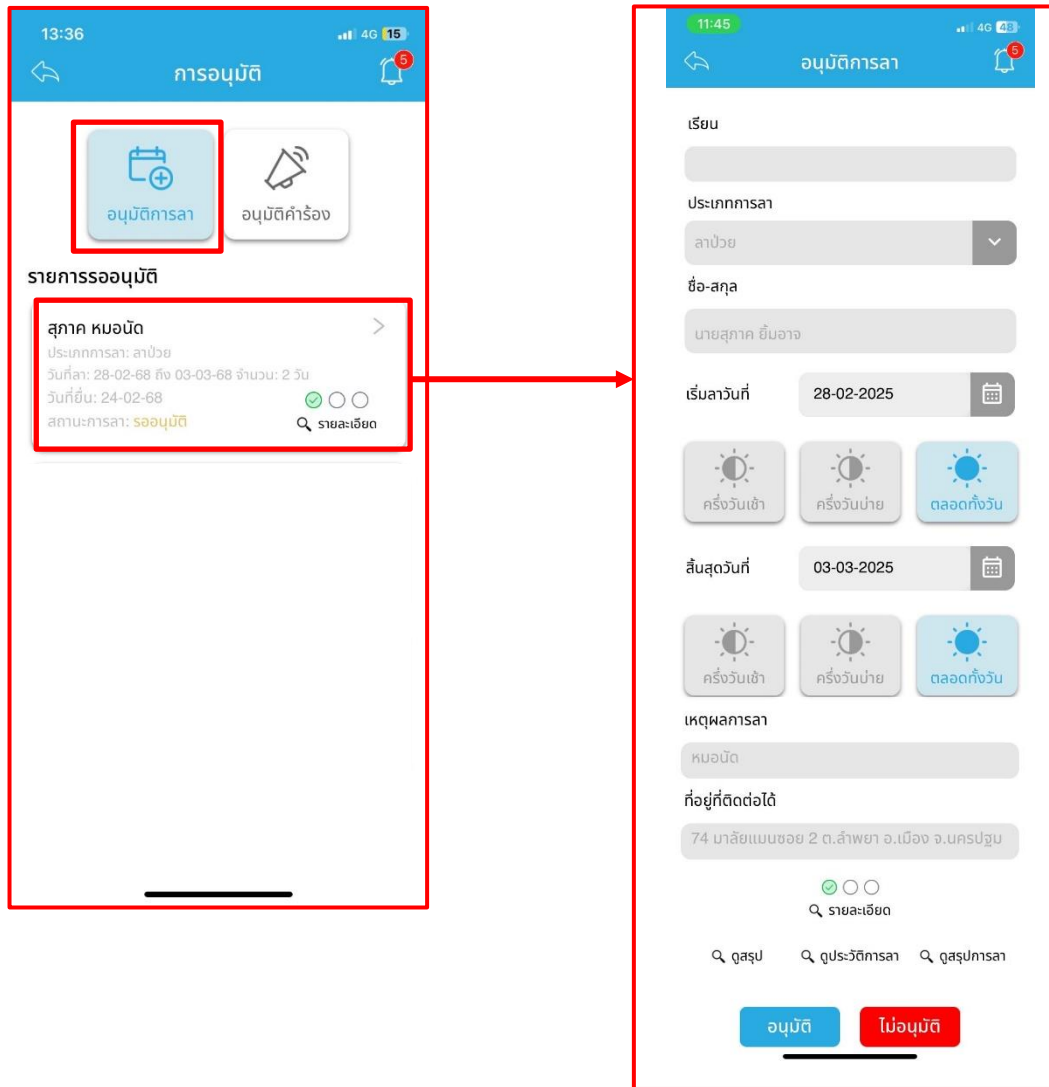 13:36
4G 15
การอนุมัติ
5
อนุมัติการลา
อนุมัติคำร้อง
รายการรออนุมัติ
สุภาค หมอนัด
ประเภทการลา: ลาป่วย
วันที่ลา: 28-02-68 ถึง 03-03-68 จำนวน: 2 วัน
วันที่ยื่น: 24-02-68
สถานะการลา: รออนุมัติ
รายละเอียด
11:45
4G 48
อนุมัติการลา
5
เรียน
ประเภทการลา
ลาป่วย
ชื่อ-สกุล
นายสุภาค ยิ้มอาจ
เริ่มลาวันที่ 28-02-2025
ครึ่งวันเช้า ครึ่งวันบ่าย ตลอดทั้งวัน
สิ้นสุดวันที่ 03-03-2025
ครึ่งวันเช้า ครึ่งวันบ่าย ตลอดทั้งวัน
เหตุผลการลา
หมอนัด
ที่อยู่ที่ติดต่อได้
74 มาลัยแมนซอย 2 ต.ลำพยา อ.เมือง จ.นครปฐม
รายละเอียด
ดูสรุป ดูประวัติการลา ดูสรุปการลา
อนุมัติ ไม่อนุมัติ